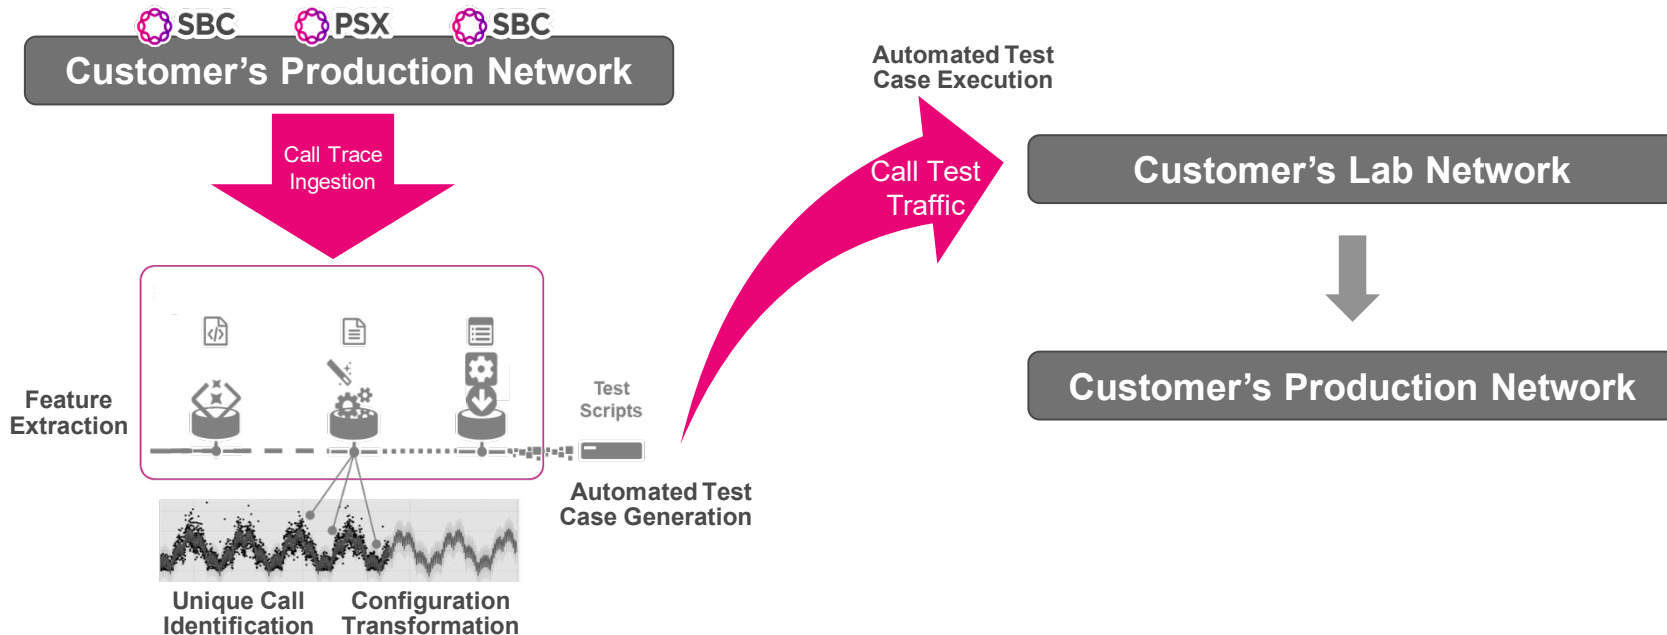 SBC PSX SBC
Customer's Production Network
Call Trace
Ingestion
Feature
Extraction
Test
Scripts
Automated Test
Case Generation
Unique Call
Identification
Configuration
Transformation
Automated Test
Case Execution
Call Test
Traffic
Customer's Lab Network
Customer's Production Network